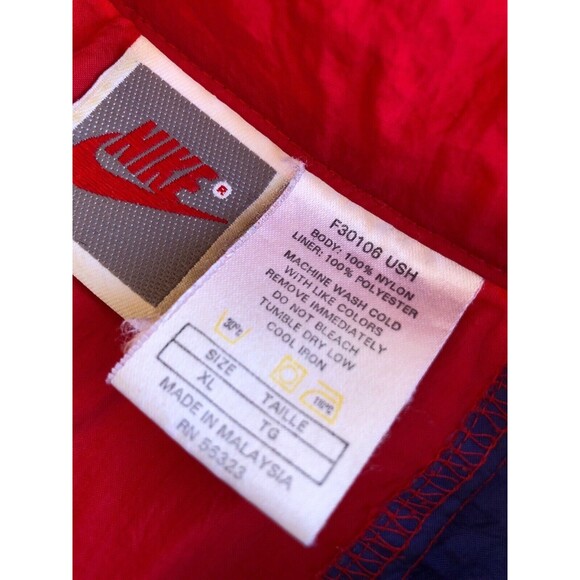 NIKE ®
F30106 USH
BODY: 100% NYLON
LINER: 100% POLYESTER
MACHINE WASH COLD
WITH LIKE COLORS
REMOVE IMMEDIATELY
DO NOT BLEACH
TUMBLE DRY LOW
COOL IRON
30°c
SIZE TAILLE
XL TG
MADE IN MALAYSIA
RN 56323